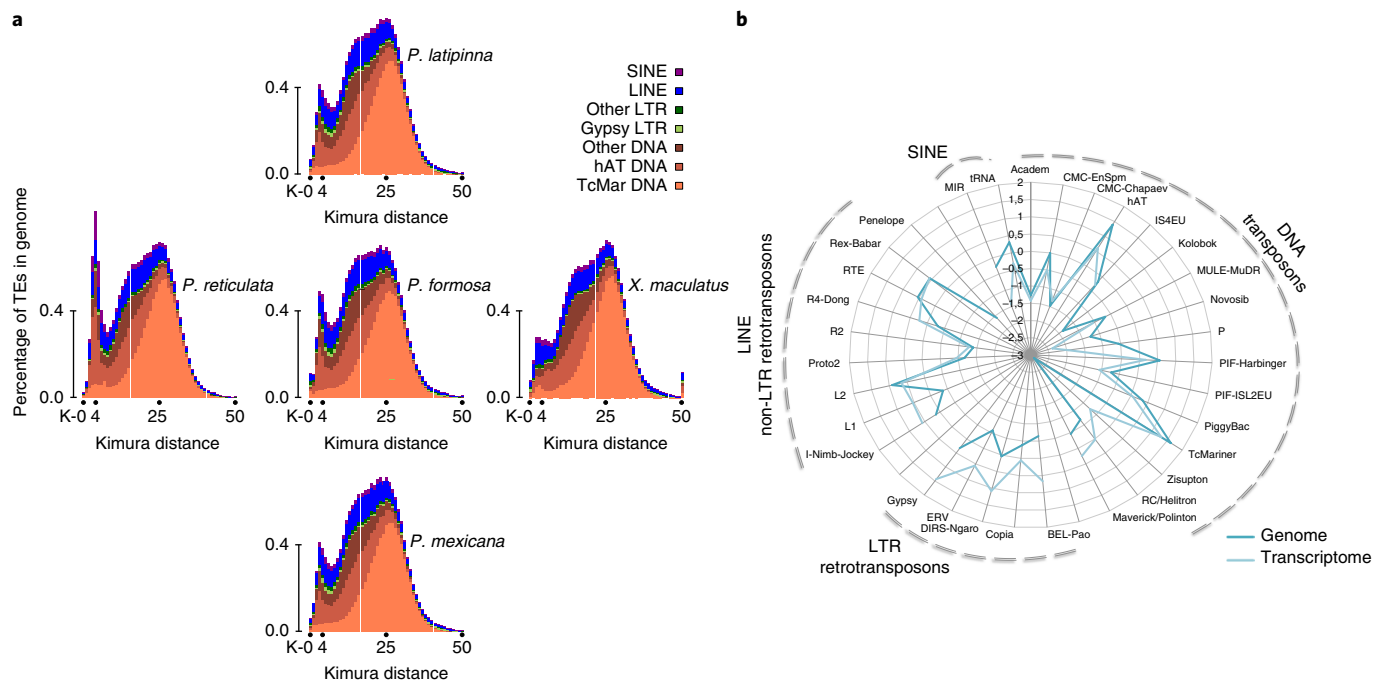 a
P. latipinna
SINE
LINE
Other LTR
Gypsy LTR
Other DNA
hAT DNA
TcMar DNA
0.4
0.0
K-0 4 25 50
Kimura distance
Percentage of TEs in genome
P. reticulata
0.4
0.0
K-0 4 25 50
Kimura distance
P. formosa
0.4
0.0
K-0 4 25 50
Kimura distance
X. maculatus
0.4
0.0
K-0 4 25 50
Kimura distance
P. mexicana
0.4
0.0
K-0 4 25 50
Kimura distance
b
SINE
DNA
transposons
LINE
non-LTR retrotransposons
LTR
retrotransposons
Academ
CMC-EnSpm
CMC-Chapaev
hAT
IS4EU
Kolobok
MULE-MuDR
Novosib
P
PIF-Harbinger
PIF-ISL2EU
PiggyBac
TcMariner
Zisupton
RC/Helitron
Maverick/Polinton
BEL-Pao
Copia
DIRS-Ngaro
ERV
Gypsy
I-Nimb-Jockey
L1
L2
Proto2
R2
R4-Dong
RTE
Rex-Babar
Penelope
MIR
tRNA
2
1,5
1
0,5
0
−0,5
−1
−1,5
−2
−2,5
−3
Genome
Transcriptome